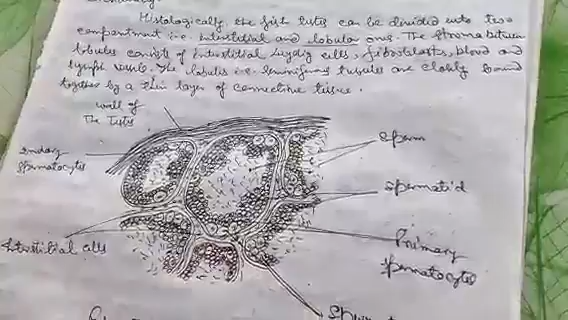 Histologically, the fish testis can be divided into two
compartment i.e. interstitial and lobular ones. The stroma between
lobules consists of Interstitial Leydig cells, fibroblasts, blood and
lymph vessels. The lobules i.e. seminiferous tubules are closely bound
together by a thin layer of connective tissue.
wall of
The Testis
Sperm
spermatocytes
Spermatid
Interstitial cells
Primary
spermatocytes